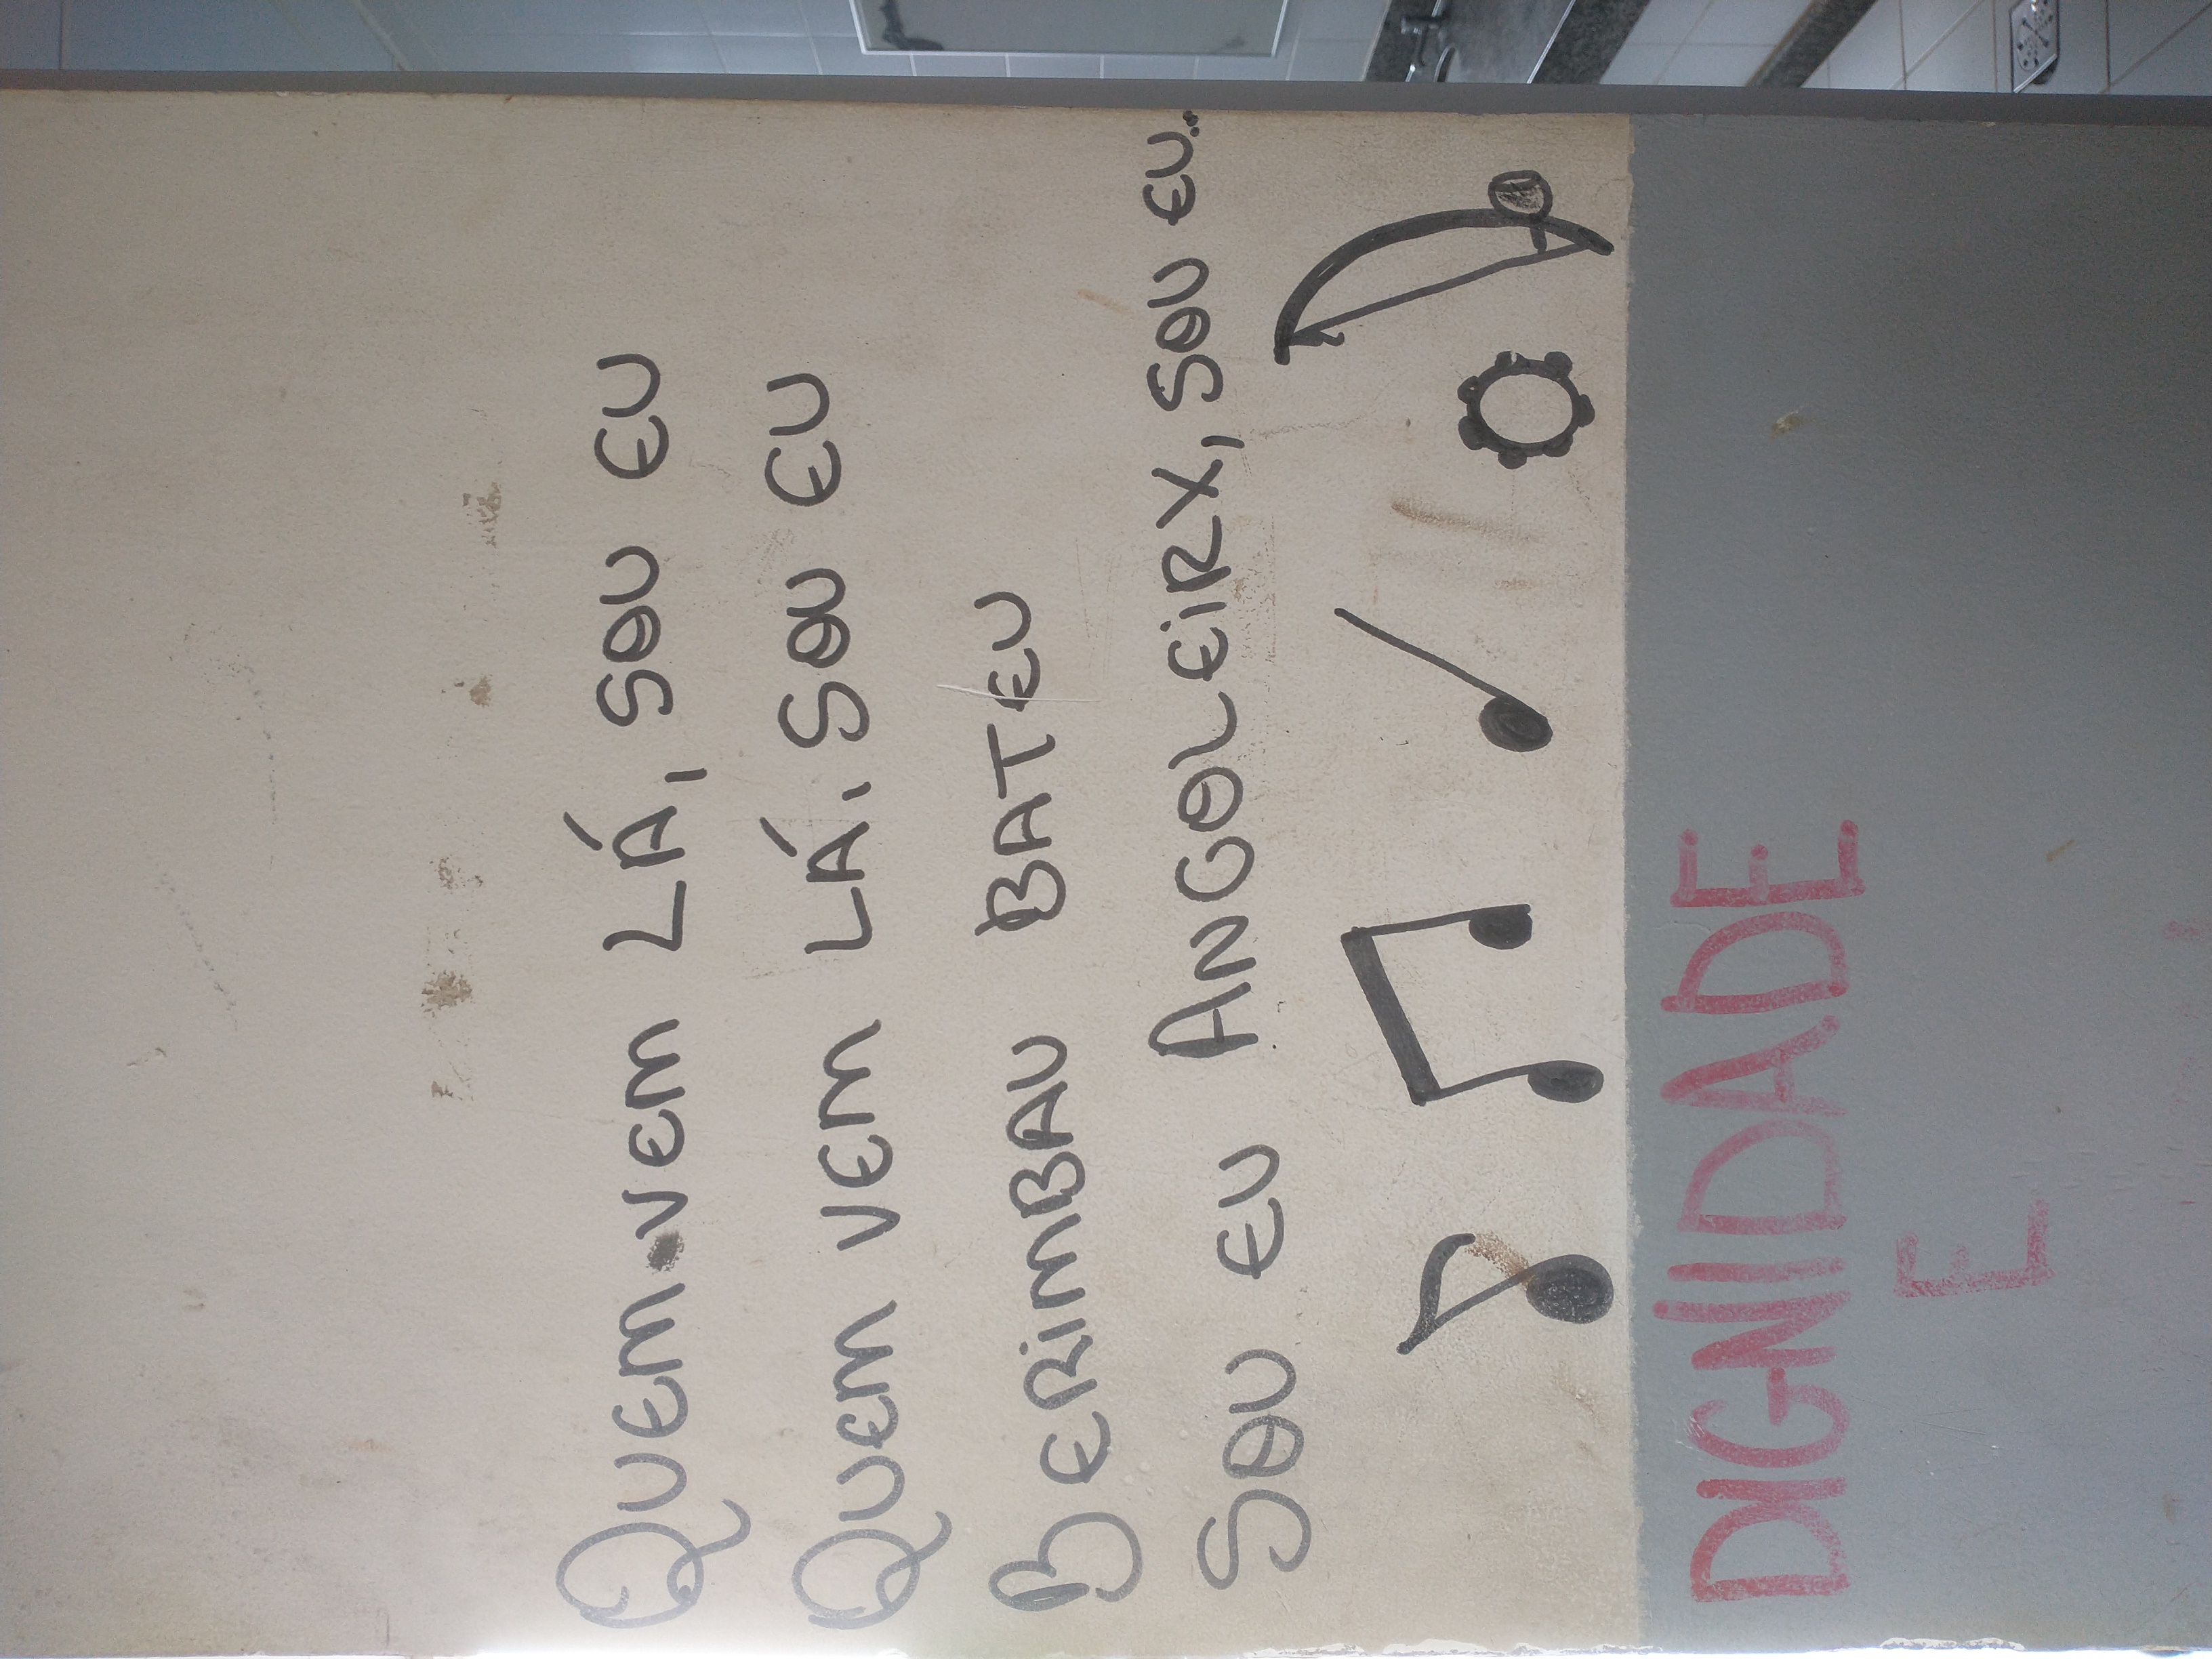 Quem vem lá, sou eu
Quem vem lá, sou eu
Berimbau bateu
Sou eu Angoleirx, sou eu...
DIGNIDADE
E